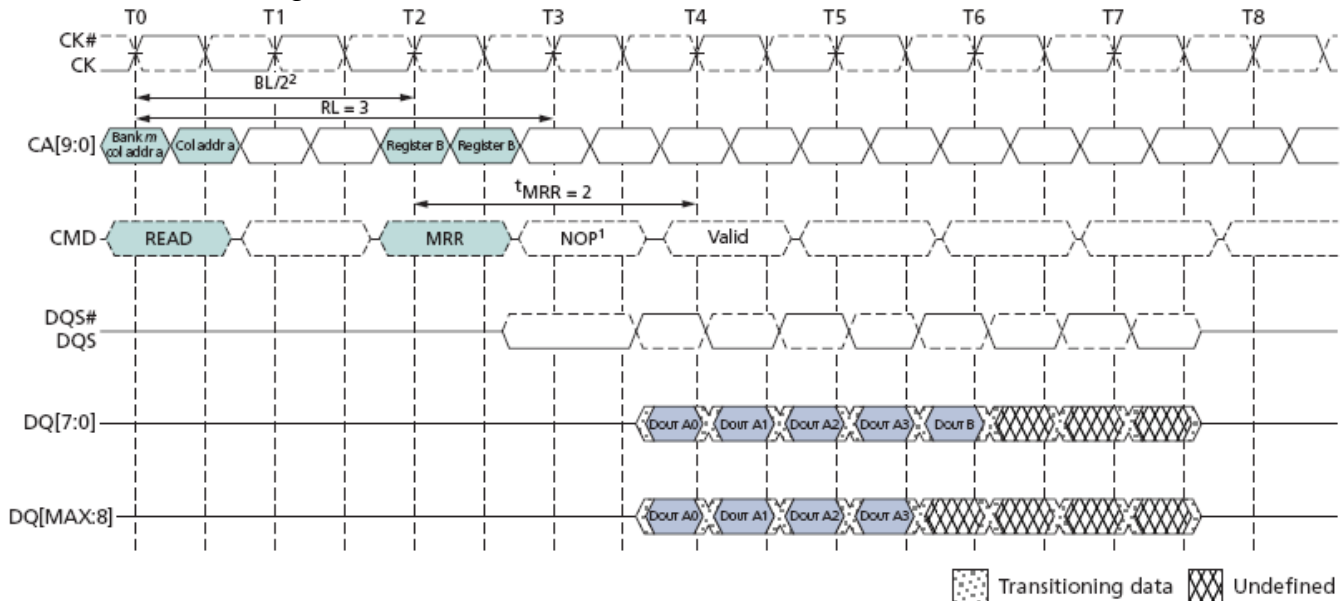 T0 T1 T2 T3 T4 T5 T6 T7 T8
CK#
CK
BL/2²
RL = 3
CA[9:0] Bank m col addr a Col addr a Register B Register B
tMRR = 2
CMD READ MRR NOP¹ Valid
DQS#
DQS
DQ[7:0] DOUT A0 DOUT A1 DOUT A2 DOUT A3 DOUT B
DQ[MAX:8] DOUT A0 DOUT A1 DOUT A2 DOUT A3
Transitioning data Undefined